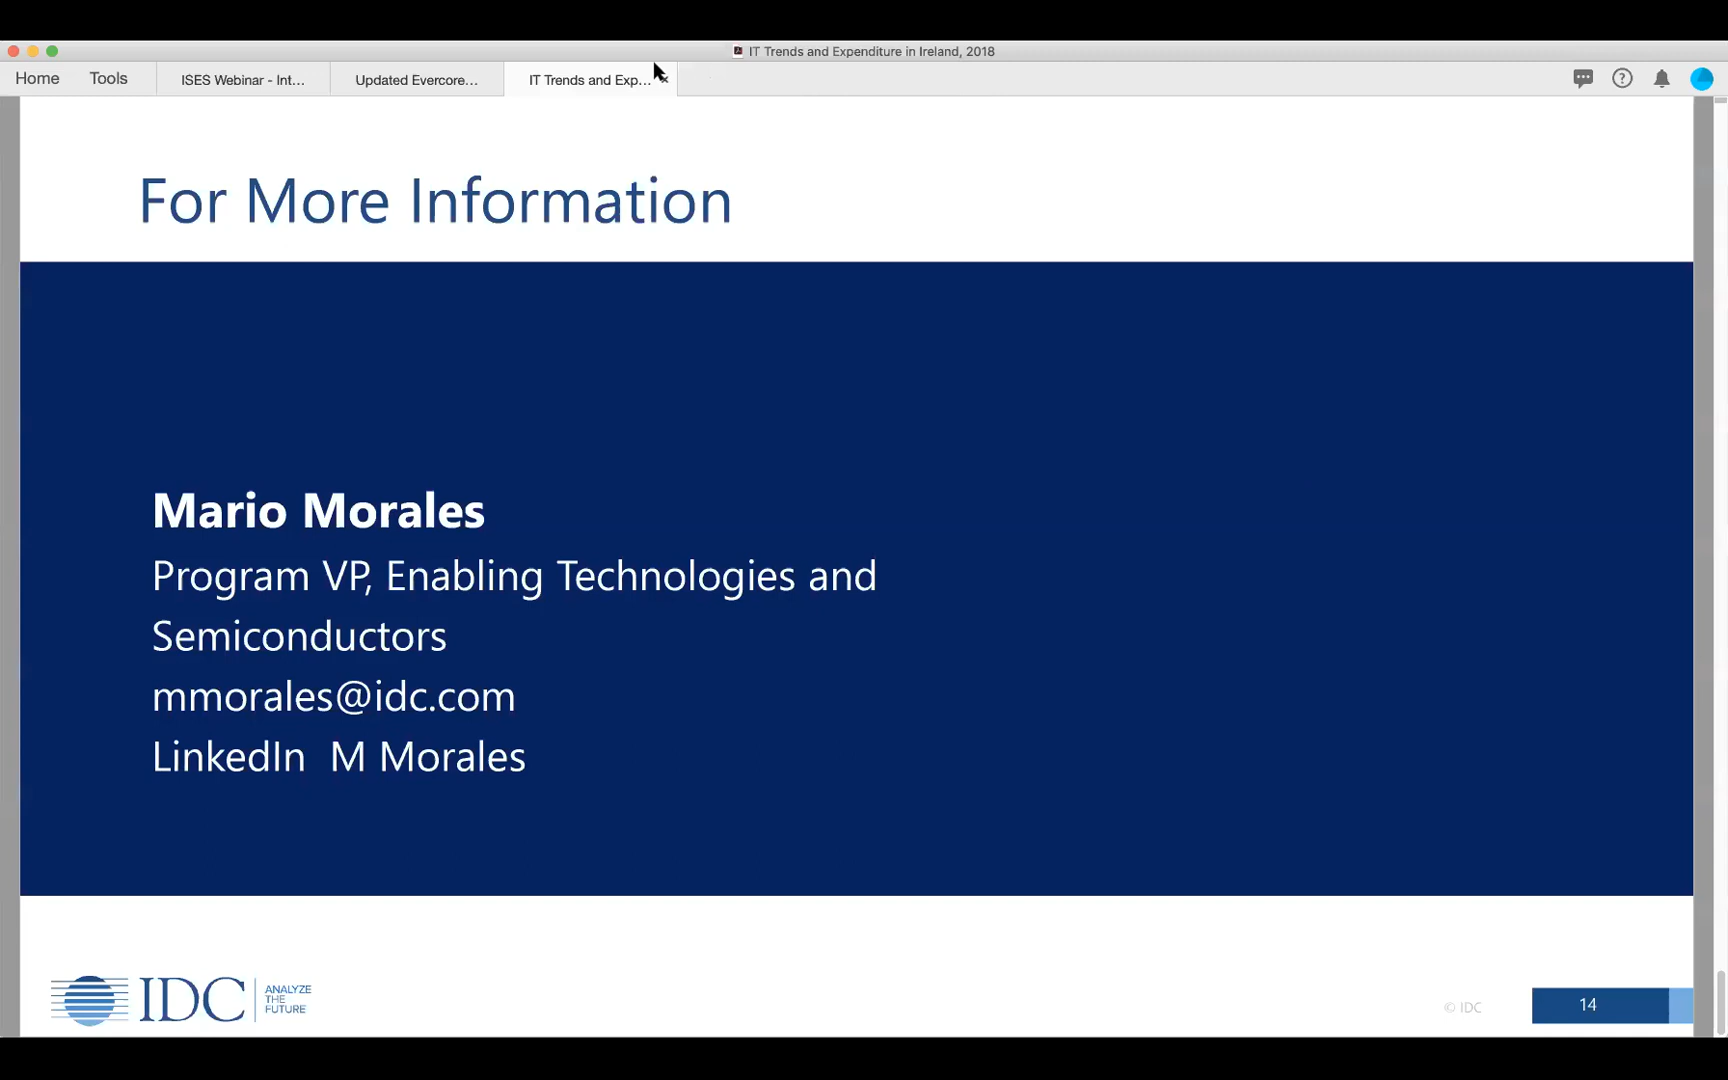 IT Trends and Expenditure in Ireland, 2018
Home Tools ISES Webinar - Int... Updated Evercore... IT Trends and Exp...
For More Information
Mario Morales
Program VP, Enabling Technologies and
Semiconductors
mmorales@idc.com
LinkedIn M Morales
IDC
ANALYZE
THE
FUTURE
© IDC
14